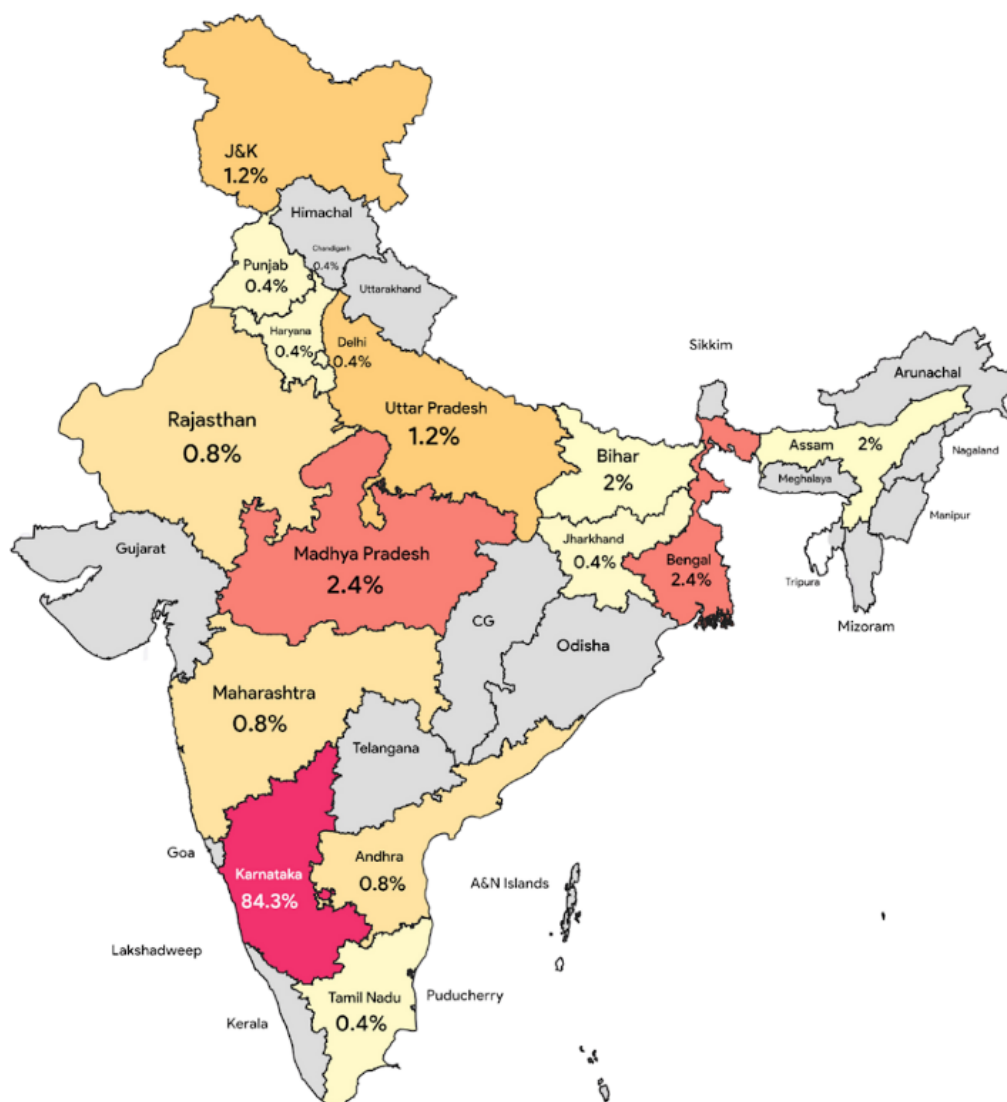 J&K
1.2%
Himachal
Chandigarh
0.4%
Punjab
0.4%
Uttarakhand
Haryana
0.4%
Delhi
0.4%
Sikkim
Arunachal
Rajasthan
0.8%
Uttar Pradesh
1.2%
Bihar
2%
Assam 2%
Nagaland
Meghalaya
Manipur
Gujarat
Madhya Pradesh
2.4%
Jharkhand
0.4%
Bengal
2.4%
Tripura
Mizoram
CG
Odisha
Maharashtra
0.8%
Telangana
Goa
Karnataka
84.3%
Andhra
0.8%
A&N Islands
Lakshadweep
Tamil Nadu
0.4%
Puducherry
Kerala